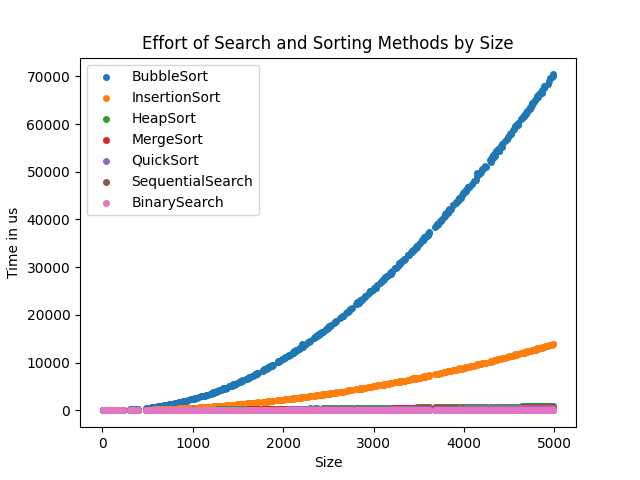 Effort of Search and Sorting Methods by Size
70000
60000
50000
40000
30000
20000
10000
0
Time in us
BubbleSort
InsertionSort
HeapSort
MergeSort
QuickSort
SequentialSearch
BinarySearch
0 1000 2000 3000 4000 5000
Size